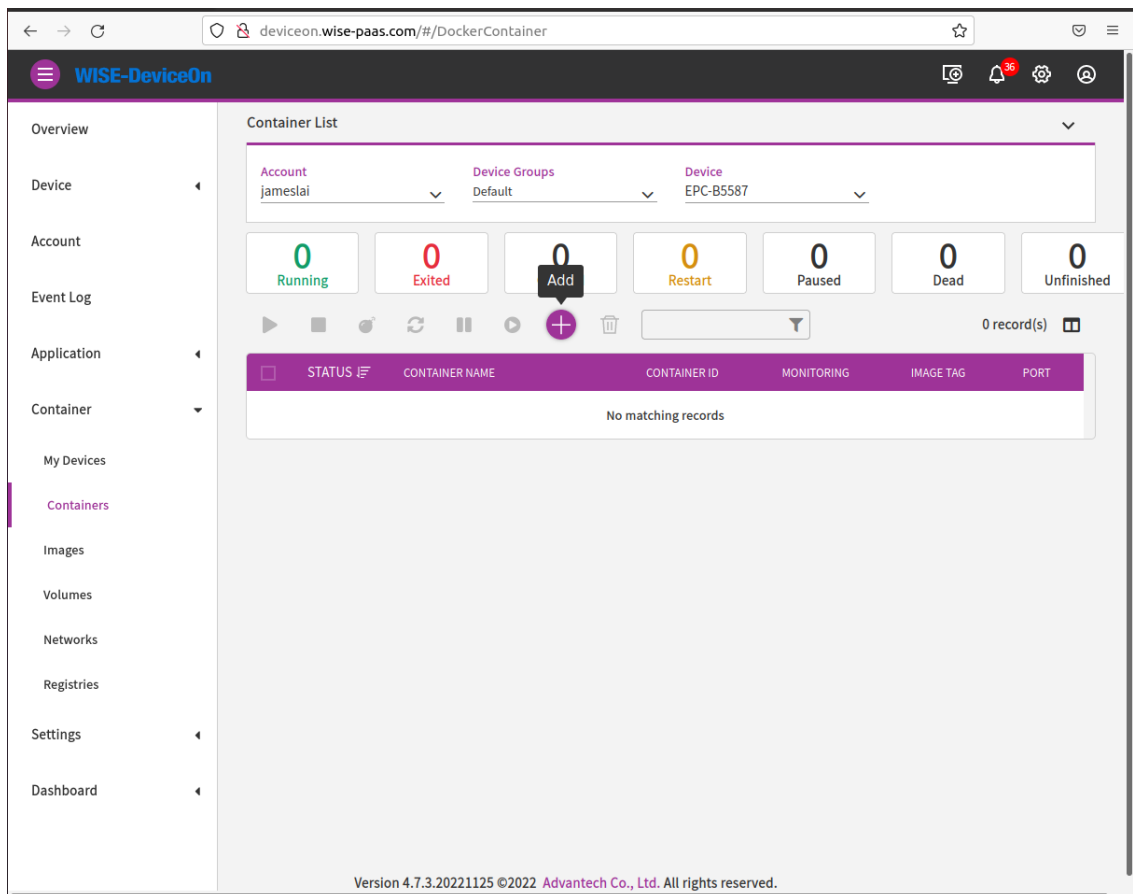 deviceon.wise-paas.com/#/DockerContainer
WISE-DeviceOn
36
Overview
Device
Account
Event Log
Application
Container
My Devices
Containers
Images
Volumes
Networks
Registries
Settings
Dashboard
Container List
Account
jameslai
Device Groups
Default
Device
EPC-B5587
0
Running
0
Exited
0
0
Restart
0
Paused
0
Dead
0
Unfinished
Add
0 record(s)
STATUS CONTAINER NAME CONTAINER ID MONITORING IMAGE TAG PORT
No matching records
Version 4.7.3.20221125 ©2022 Advantech Co., Ltd. All rights reserved.